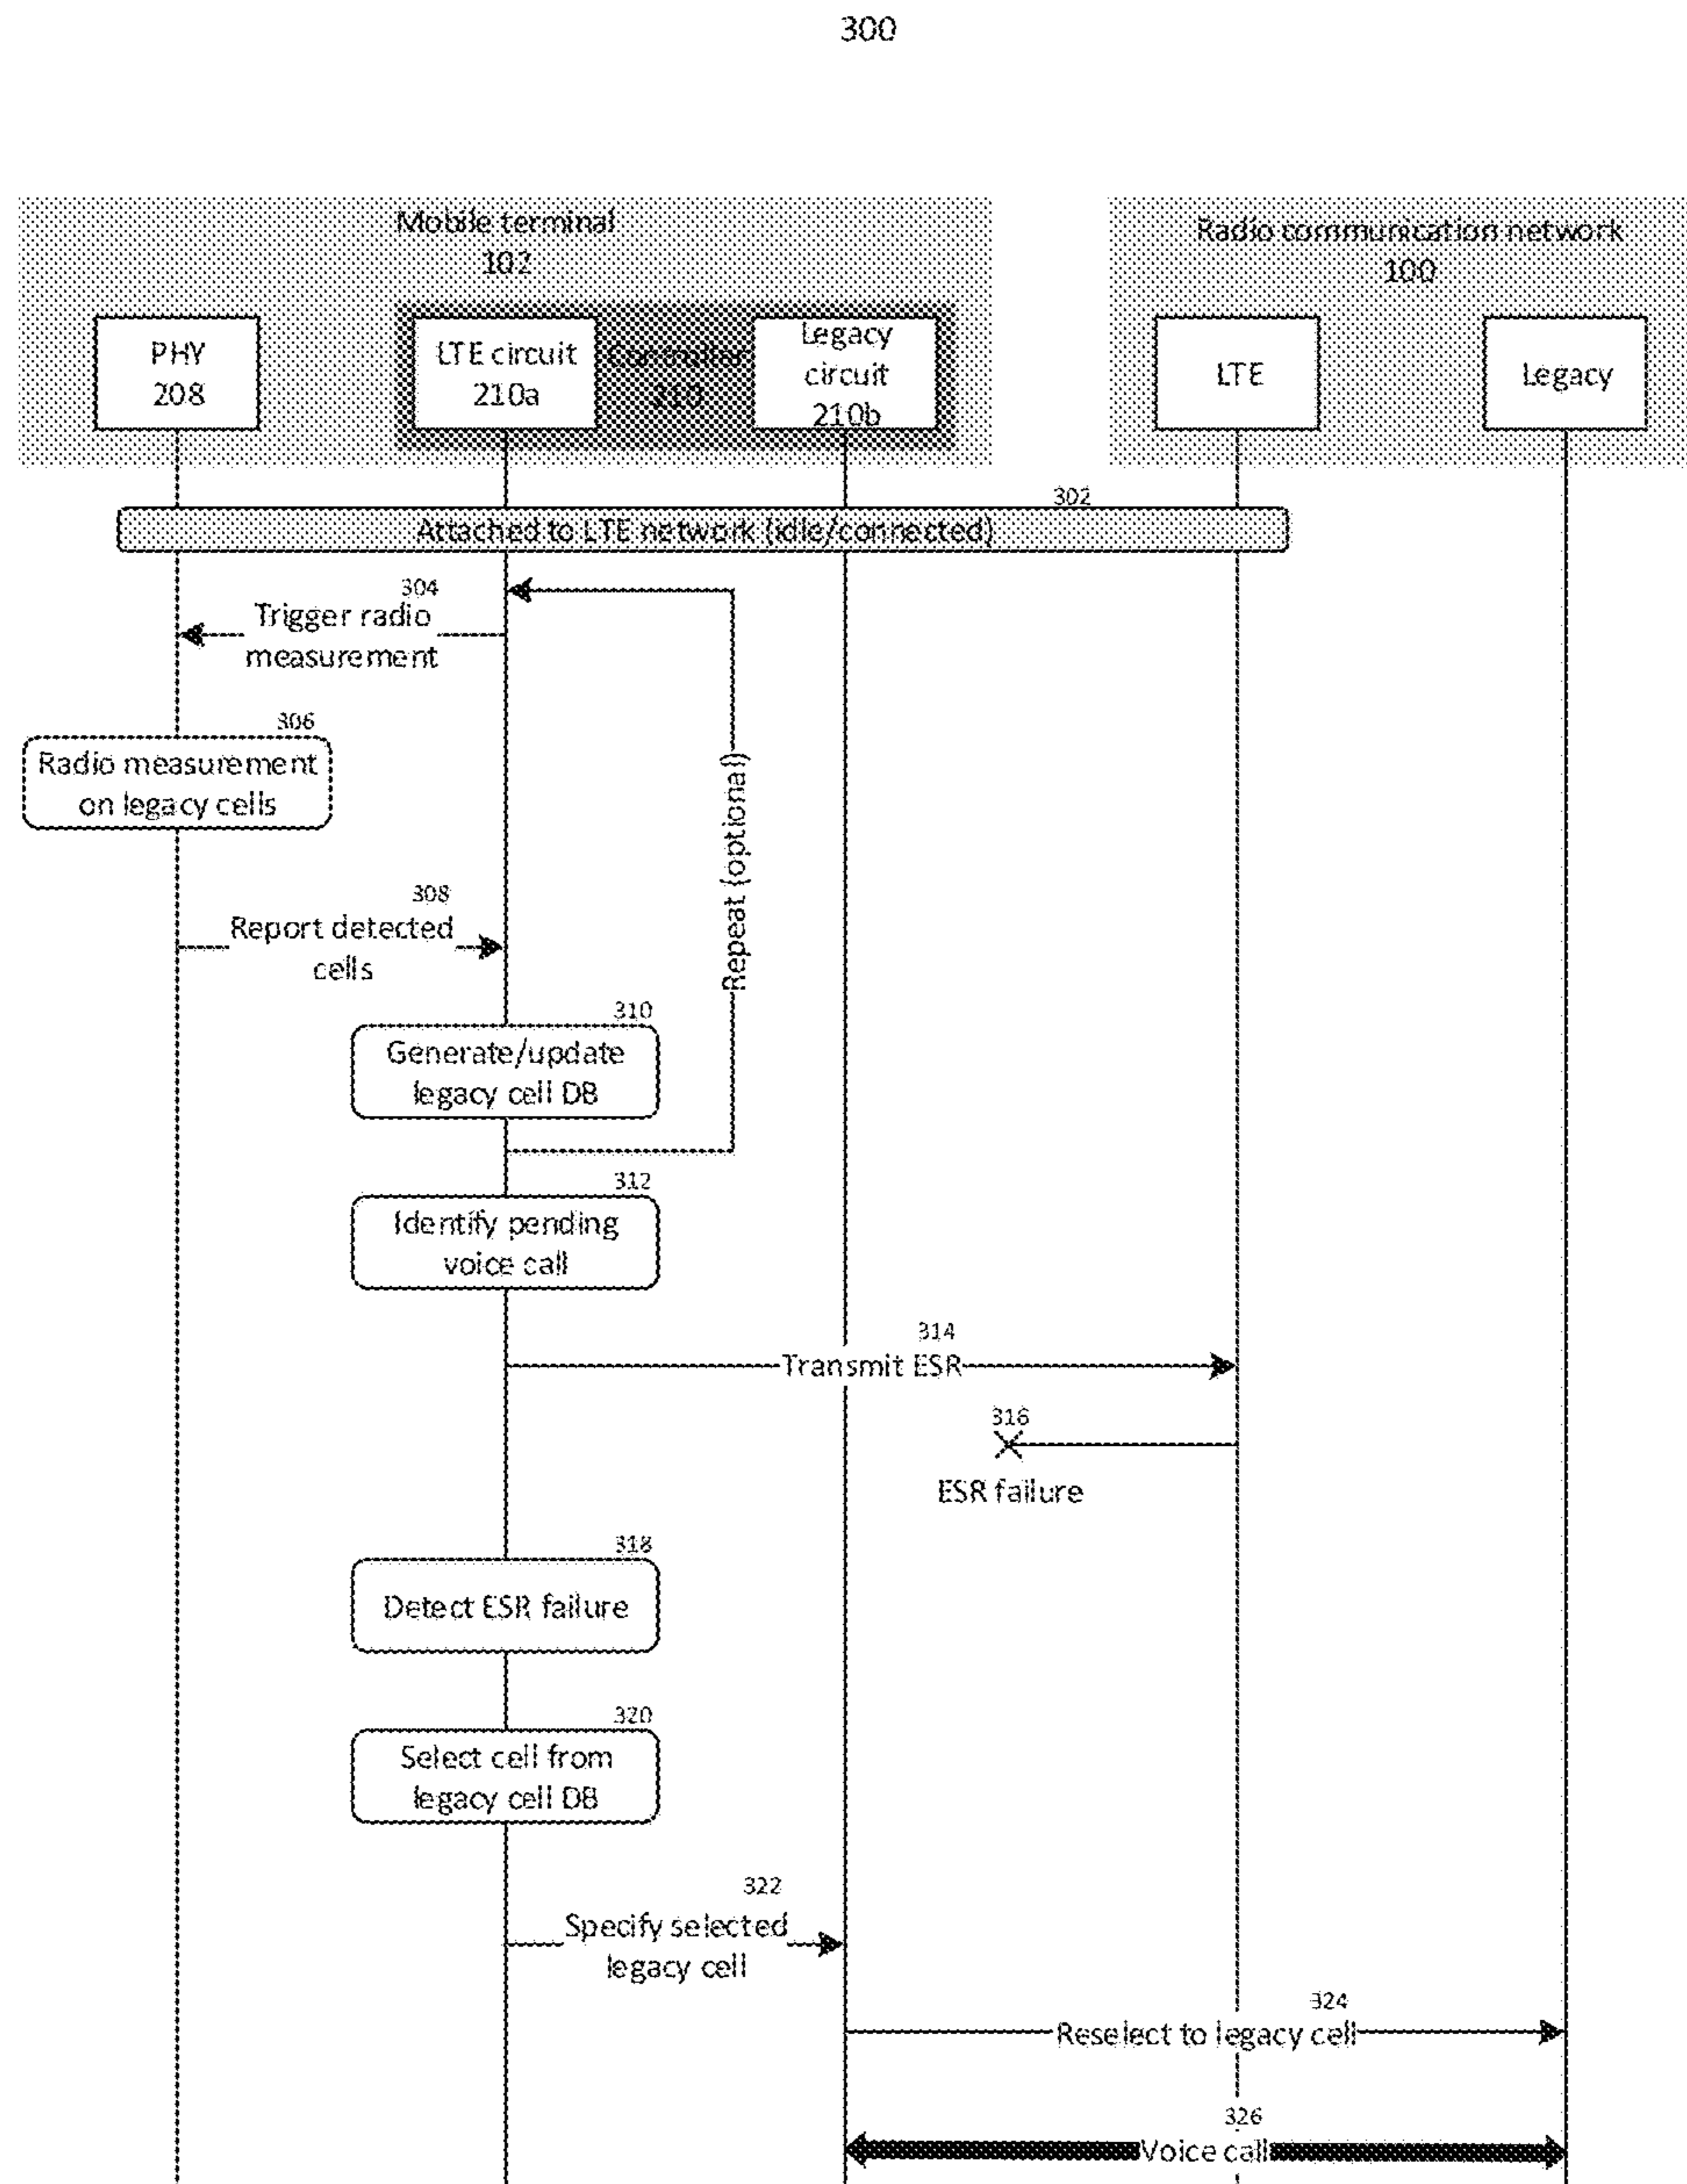 300
Mobile terminal
102
Radio communication network
100
PHY
208
LTE circuit
210a
Controller
210
Legacy
circuit
210b
LTE
Legacy
302
Attached to LTE network (idle/connected)
304
Trigger radio
measurement
306
Radio measurement
on legacy cells
Repeat (optional)
308
Report detected
cells
310
Generate/update
legacy cell DB
312
Identify pending
voice call
314
Transmit ESR
316
ESR failure
318
Detect ESR failure
320
Select cell from
legacy cell DB
322
Specify selected
legacy cell
324
Reselect to legacy cell
326
Voice call